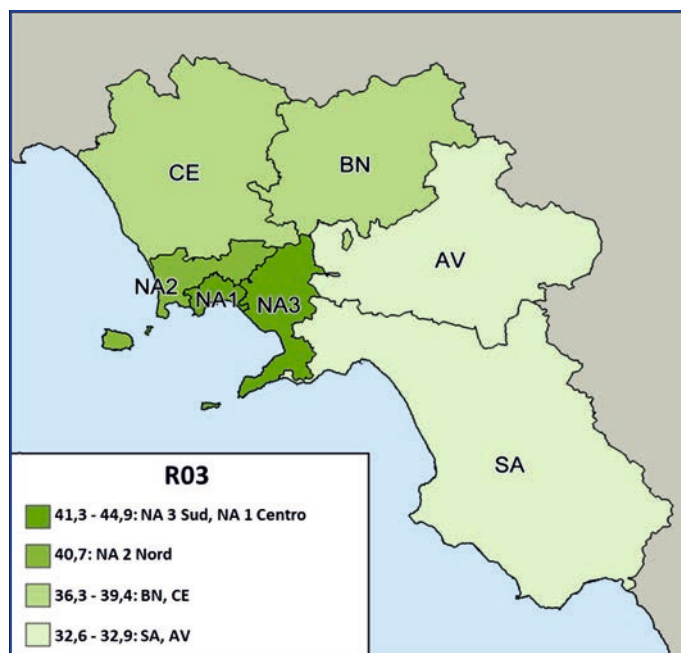 CE
BN
AV
NA2
NA1
NA3
SA
R03
41,3 - 44,9: NA 3 Sud, NA 1 Centro
40,7: NA 2 Nord
36,3 - 39,4: BN, CE
32,6 - 32,9: SA, AV